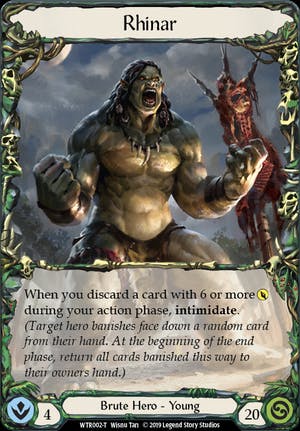 Rhinar
When you discard a card with 6 or more
during your action phase, intimidate.
(Target hero banishes face down a random card
from their hand. At the beginning of the end
phase, return all cards banished this way to
their owner's hand.)
4
Brute Hero - Young
20
WTR002-T Wisnu Tan © 2019 Legend Story Studios